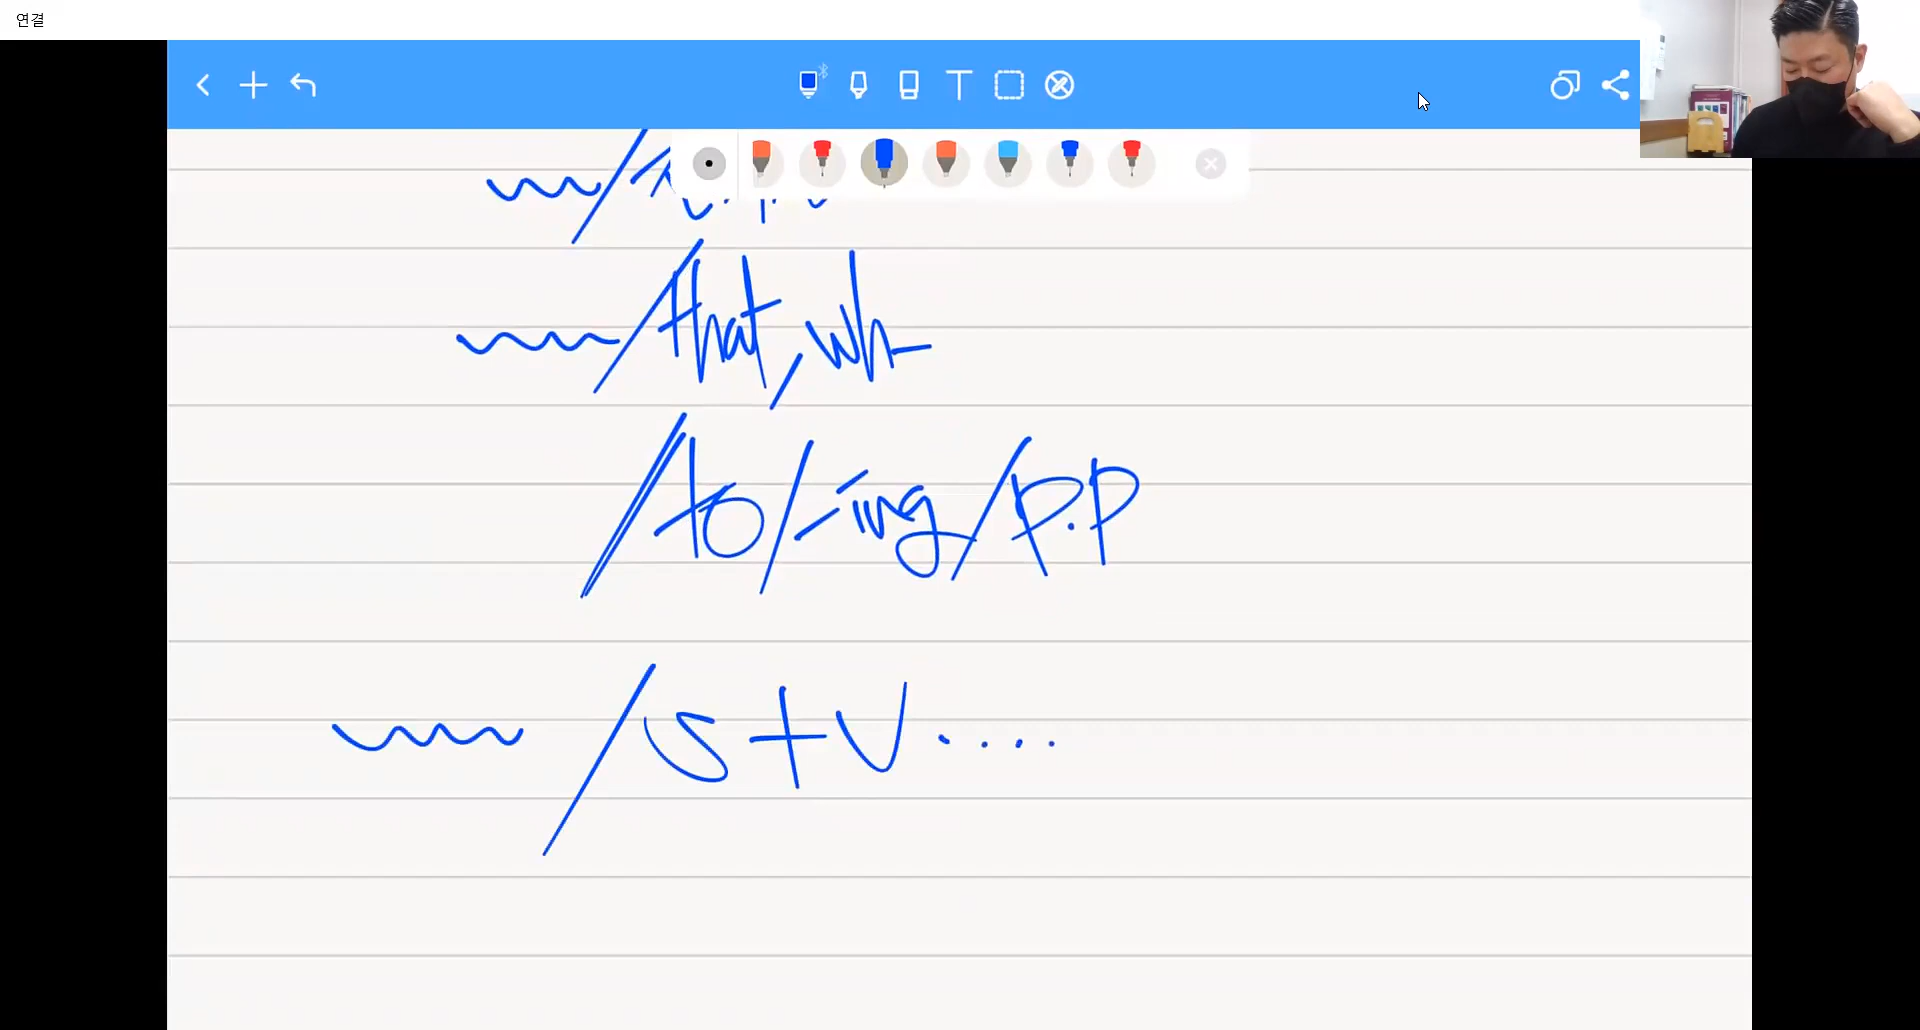 연결
/that, wh-
/to/-ing/p.p
/S+V....